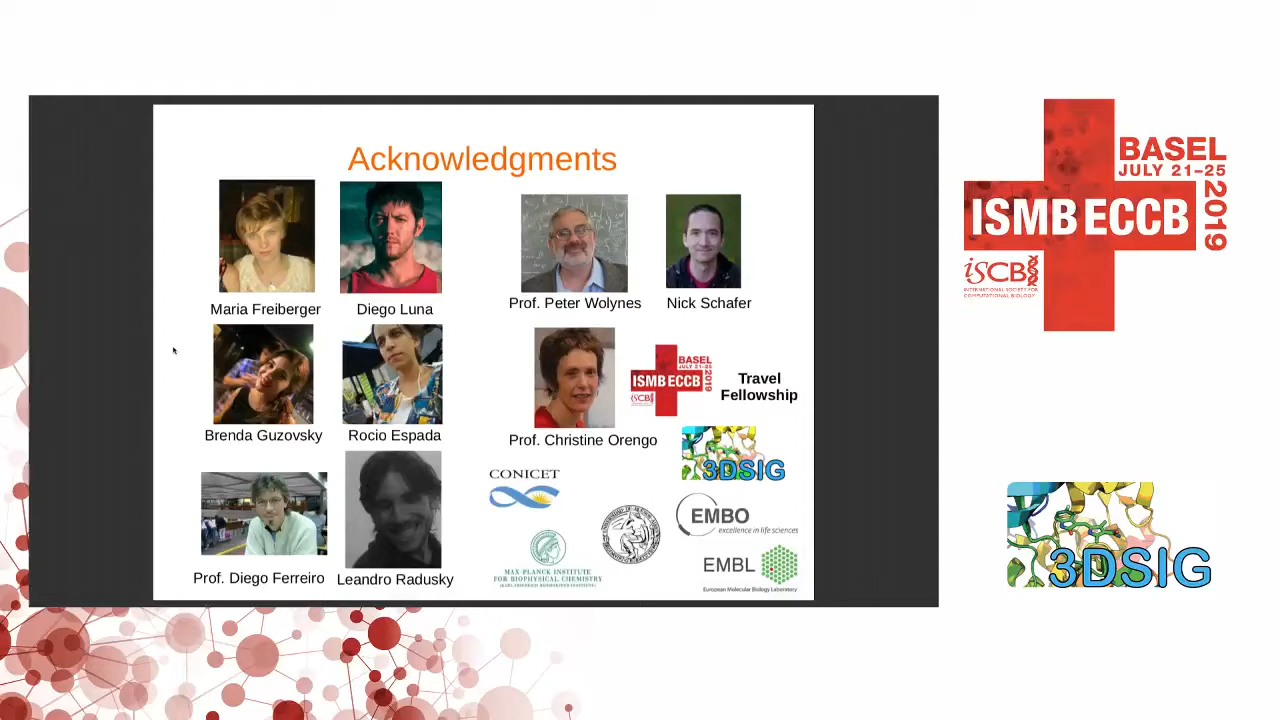 Acknowledgments
Maria Freiberger
Diego Luna
Prof. Peter Wolynes
Nick Schafer
Brenda Guzovsky
Rocio Espada
Prof. Christine Orengo
ISMB ECCB
BASEL
JULY 21-25
2019
Travel
Fellowship
3DSIG
Prof. Diego Ferreiro
Leandro Radusky
CONICET
MAX PLANCK INSTITUTE
FOR BIOPHYSICAL CHEMISTRY
EMBO
excellence in life sciences
EMBL
European Molecular Biology Laboratory
BASEL
JULY 21–25
2019
ISMB ECCB
iSCB
INTERNATIONAL SOCIETY FOR
COMPUTATIONAL BIOLOGY
3DSIG